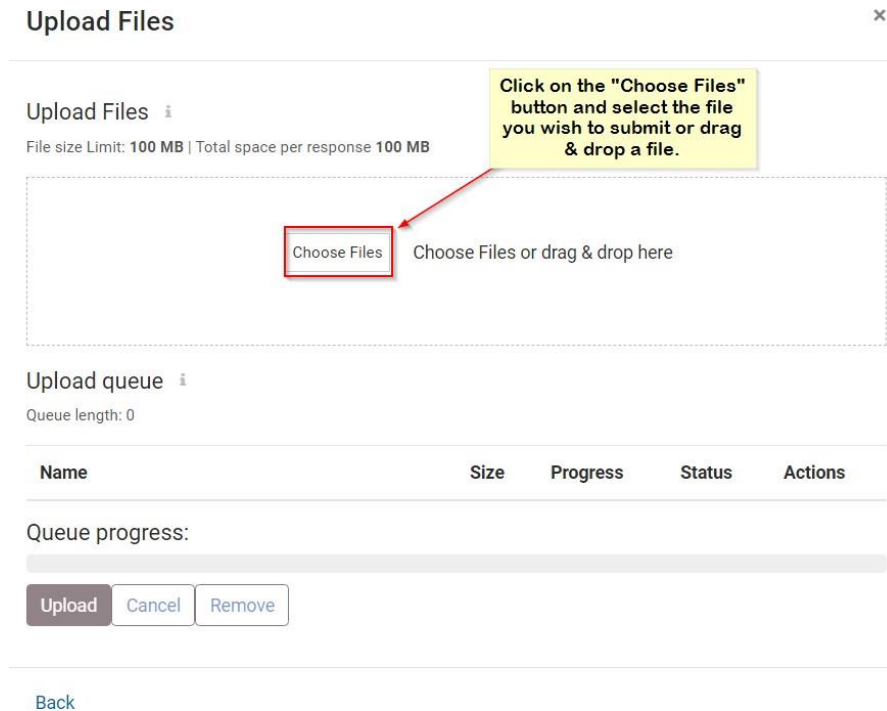 Upload Files
×
Click on the "Choose Files"
button and select the file
you wish to submit or drag
& drop a file.
Upload Files i
File size Limit: 100 MB | Total space per response 100 MB
Choose Files Choose Files or drag & drop here
Upload queue i
Queue length: 0
Name Size Progress Status Actions
Queue progress:
Upload Cancel Remove
Back